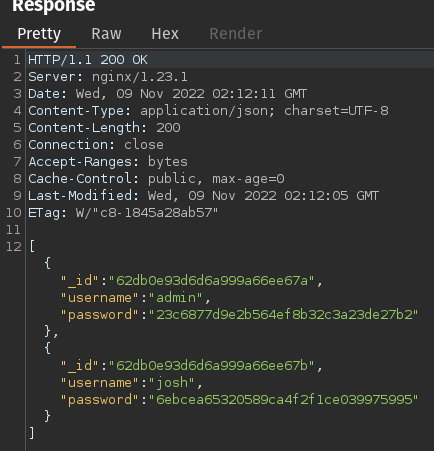 Response
Pretty Raw Hex Render
1 HTTP/1.1 200 OK
2 Server: nginx/1.23.1
3 Date: Wed, 09 Nov 2022 02:12:11 GMT
4 Content-Type: application/json; charset=UTF-8
5 Content-Length: 200
6 Connection: close
7 Accept-Ranges: bytes
8 Cache-Control: public, max-age=0
9 Last-Modified: Wed, 09 Nov 2022 02:12:05 GMT
10 ETag: W/"c8-1845a28ab57"
11
12 [
{
"_id":"62db0e93d6d6a999a66ee67a",
"username":"admin",
"password":"23c6877d9e2b564ef8b32c3a23de27b2"
},
{
"_id":"62db0e93d6d6a999a66ee67b",
"username":"josh",
"password":"6ebcea65320589ca4f2f1ce039975995"
}
]